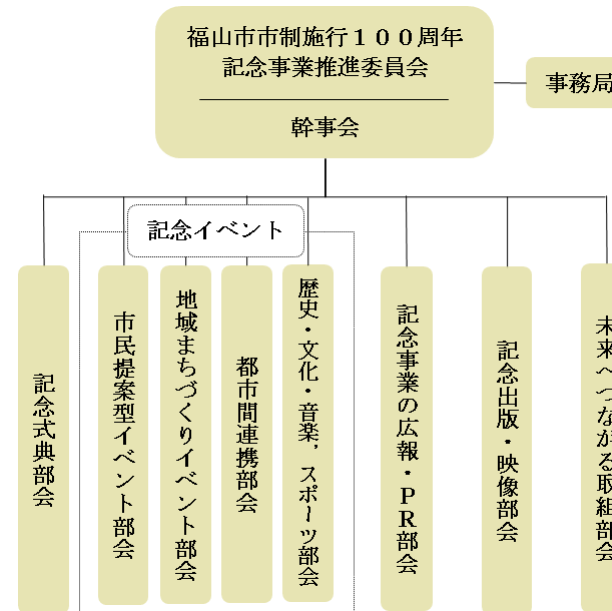 福山市市制施行１００周年
記念事業推進委員会
幹事会
事務局
記念イベント
記念式典部会
市民提案型イベント部会
地域まちづくりイベント部会
都市間連携部会
歴史・文化・音楽，スポーツ部会
記念事業の広報・ＰＲ部会
記念出版・映像部会
未来へつながる取組部会